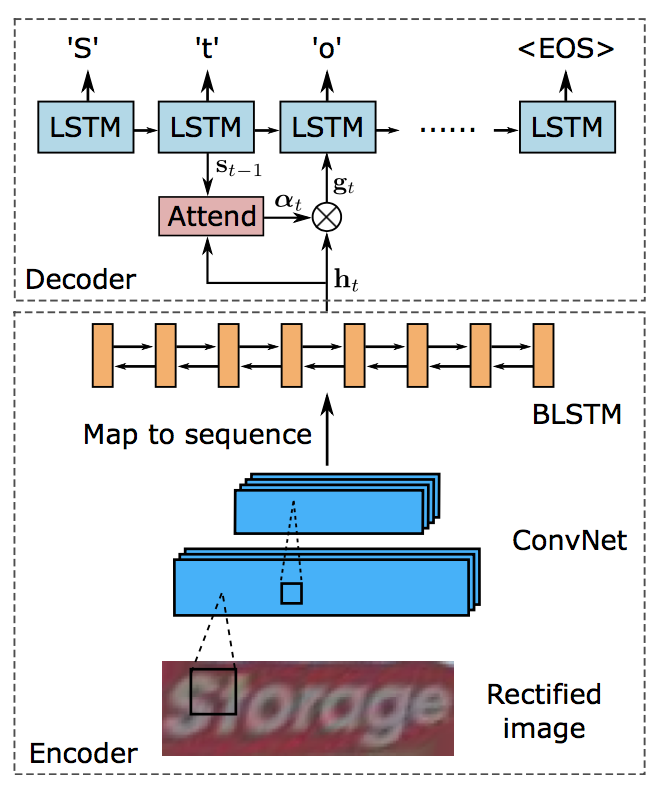 'S' 't' 'o' <EOS>
LSTM LSTM LSTM ...... LSTM
s_{t-1}
Attend α_t g_t
h_t
Decoder
BLSTM
Map to sequence
ConvNet
Storage
Rectified
image
Encoder